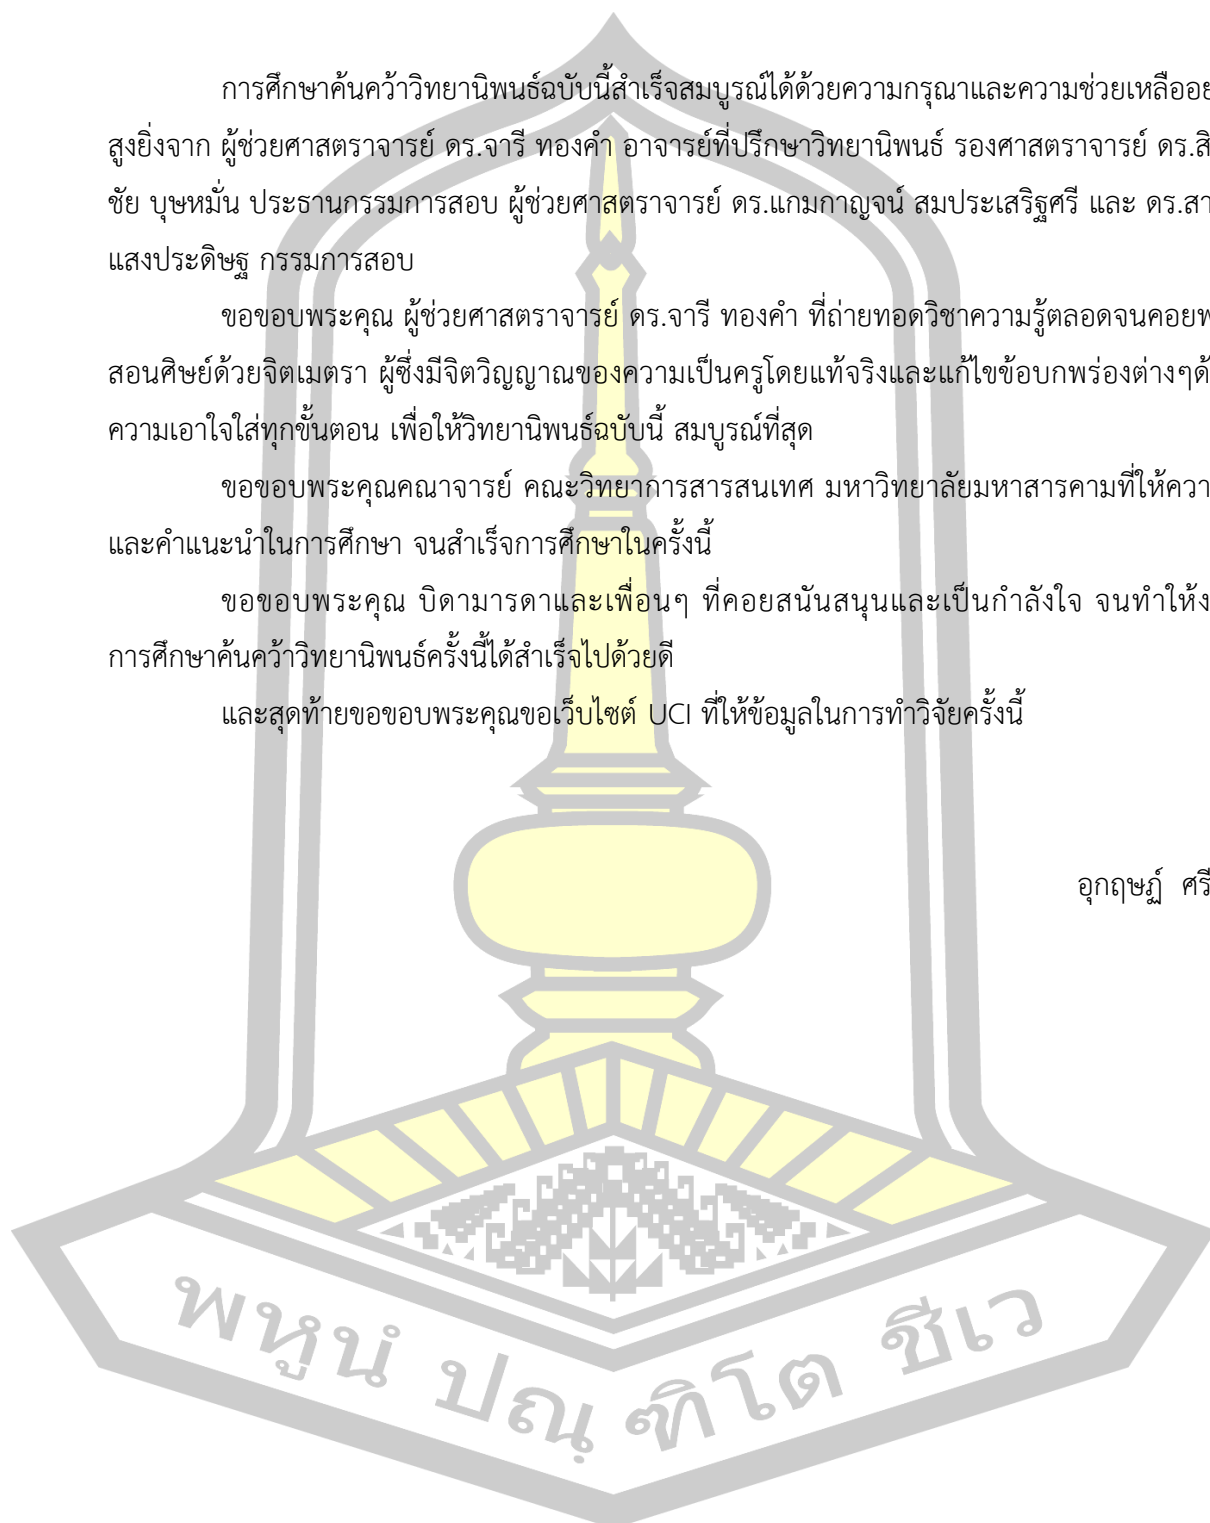 การศึกษาค้นคว้าวิทยานิพนธ์ฉบับนี้สำเร็จสมบูรณ์ได้ด้วยความกรุณาและความช่วยเหลืออย
สูงยิ่งจาก ผู้ช่วยศาสตราจารย์ ดร.จารี ทองคำ อาจารย์ที่ปรึกษาวิทยานิพนธ์ รองศาสตราจารย์ ดร.สิ
ชัย บุษหมั่น ประธานกรรมการสอบ ผู้ช่วยศาสตราจารย์ ดร.แกมกาญจน์ สมประเสริฐศรี และ ดร.สา
แสงประดิษฐ กรรมการสอบ
ขอขอบพระคุณ ผู้ช่วยศาสตราจารย์ ดร.จารี ทองคำ ที่ถ่ายทอดวิชาความรู้ตลอดจนคอยพ
สอนศิษย์ด้วยจิตเมตรา ผู้ซึ่งมีจิตวิญญาณของความเป็นครูโดยแท้จริงและแก้ไขข้อบกพร่องต่างๆด้
ความเอาใจใส่ทุกขั้นตอน เพื่อให้วิทยานิพนธ์ฉบับนี้ สมบูรณ์ที่สุด
ขอขอบพระคุณคณาจารย์ คณะวิทยาการสารสนเทศ มหาวิทยาลัยมหาสารคามที่ให้ควา
และคำแนะนำในการศึกษา จนสำเร็จการศึกษาในครั้งนี้
ขอขอบพระคุณ บิดามารดาและเพื่อนๆ ที่คอยสนันสนุนและเป็นกำลังใจ จนทำให้ง
การศึกษาค้นคว้าวิทยานิพนธ์ครั้งนี้ได้สำเร็จไปด้วยดี
และสุดท้ายขอขอบพระคุณขอเว็บไซต์ UCI ที่ให้ข้อมูลในการทำวิจัยครั้งนี้
อุกฤษฏ์ ศรี
พหูนํ ปณฺฑิโต ชีเว